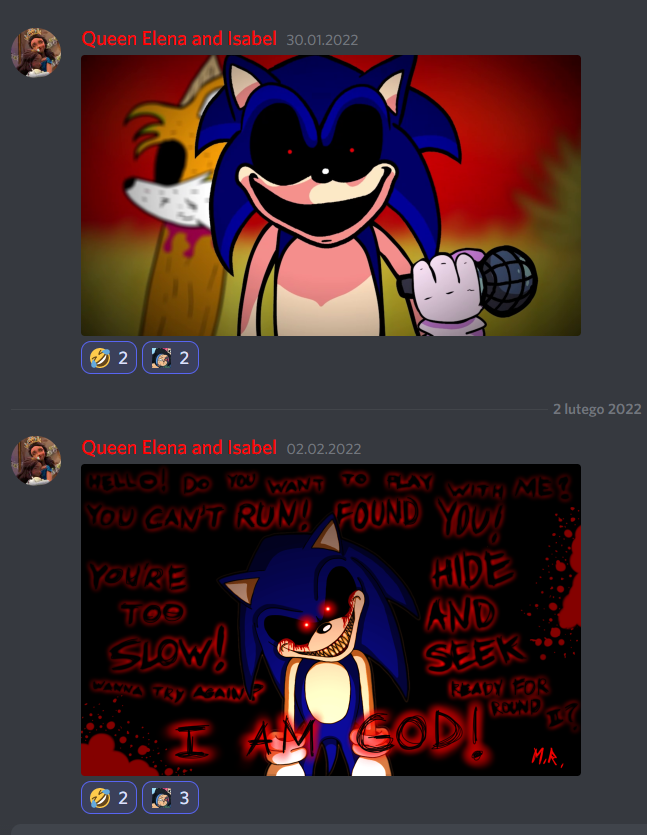 Queen Elena and Isabel 30.01.2022
2 2
2 lutego 2022
Queen Elena and Isabel 02.02.2022
HELLO! DO YOU WANT TO PLAY WITH ME?
YOU CAN'T RUN! FOUND YOU!
YOU'RE
TOO
SLOW!
WANNA TRY AGAIN?
HIDE
AND
SEEK
READY FOR
ROUND II?
I AM GOD!
M.R.
2 3